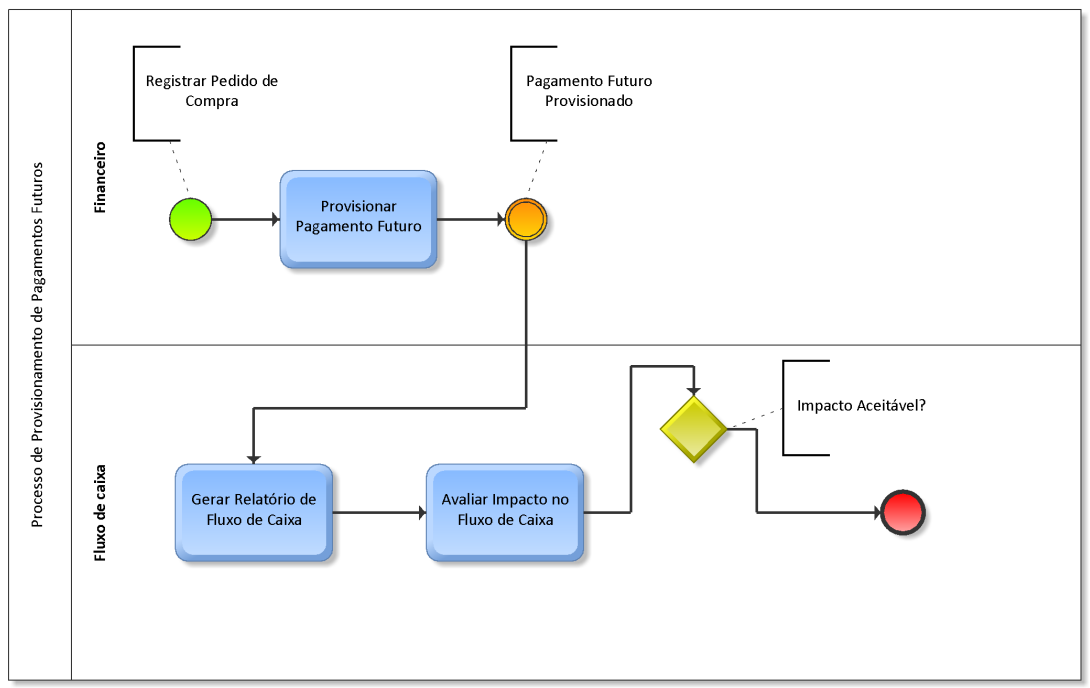 Processo de Provisionamento de Pagamentos Futuros
Financeiro
Registrar Pedido de
Compra
Pagamento Futuro
Provisionado
Provisionar
Pagamento Futuro
Fluxo de caixa
Impacto Aceitável?
Gerar Relatório de
Fluxo de Caixa
Avaliar Impacto no
Fluxo de Caixa